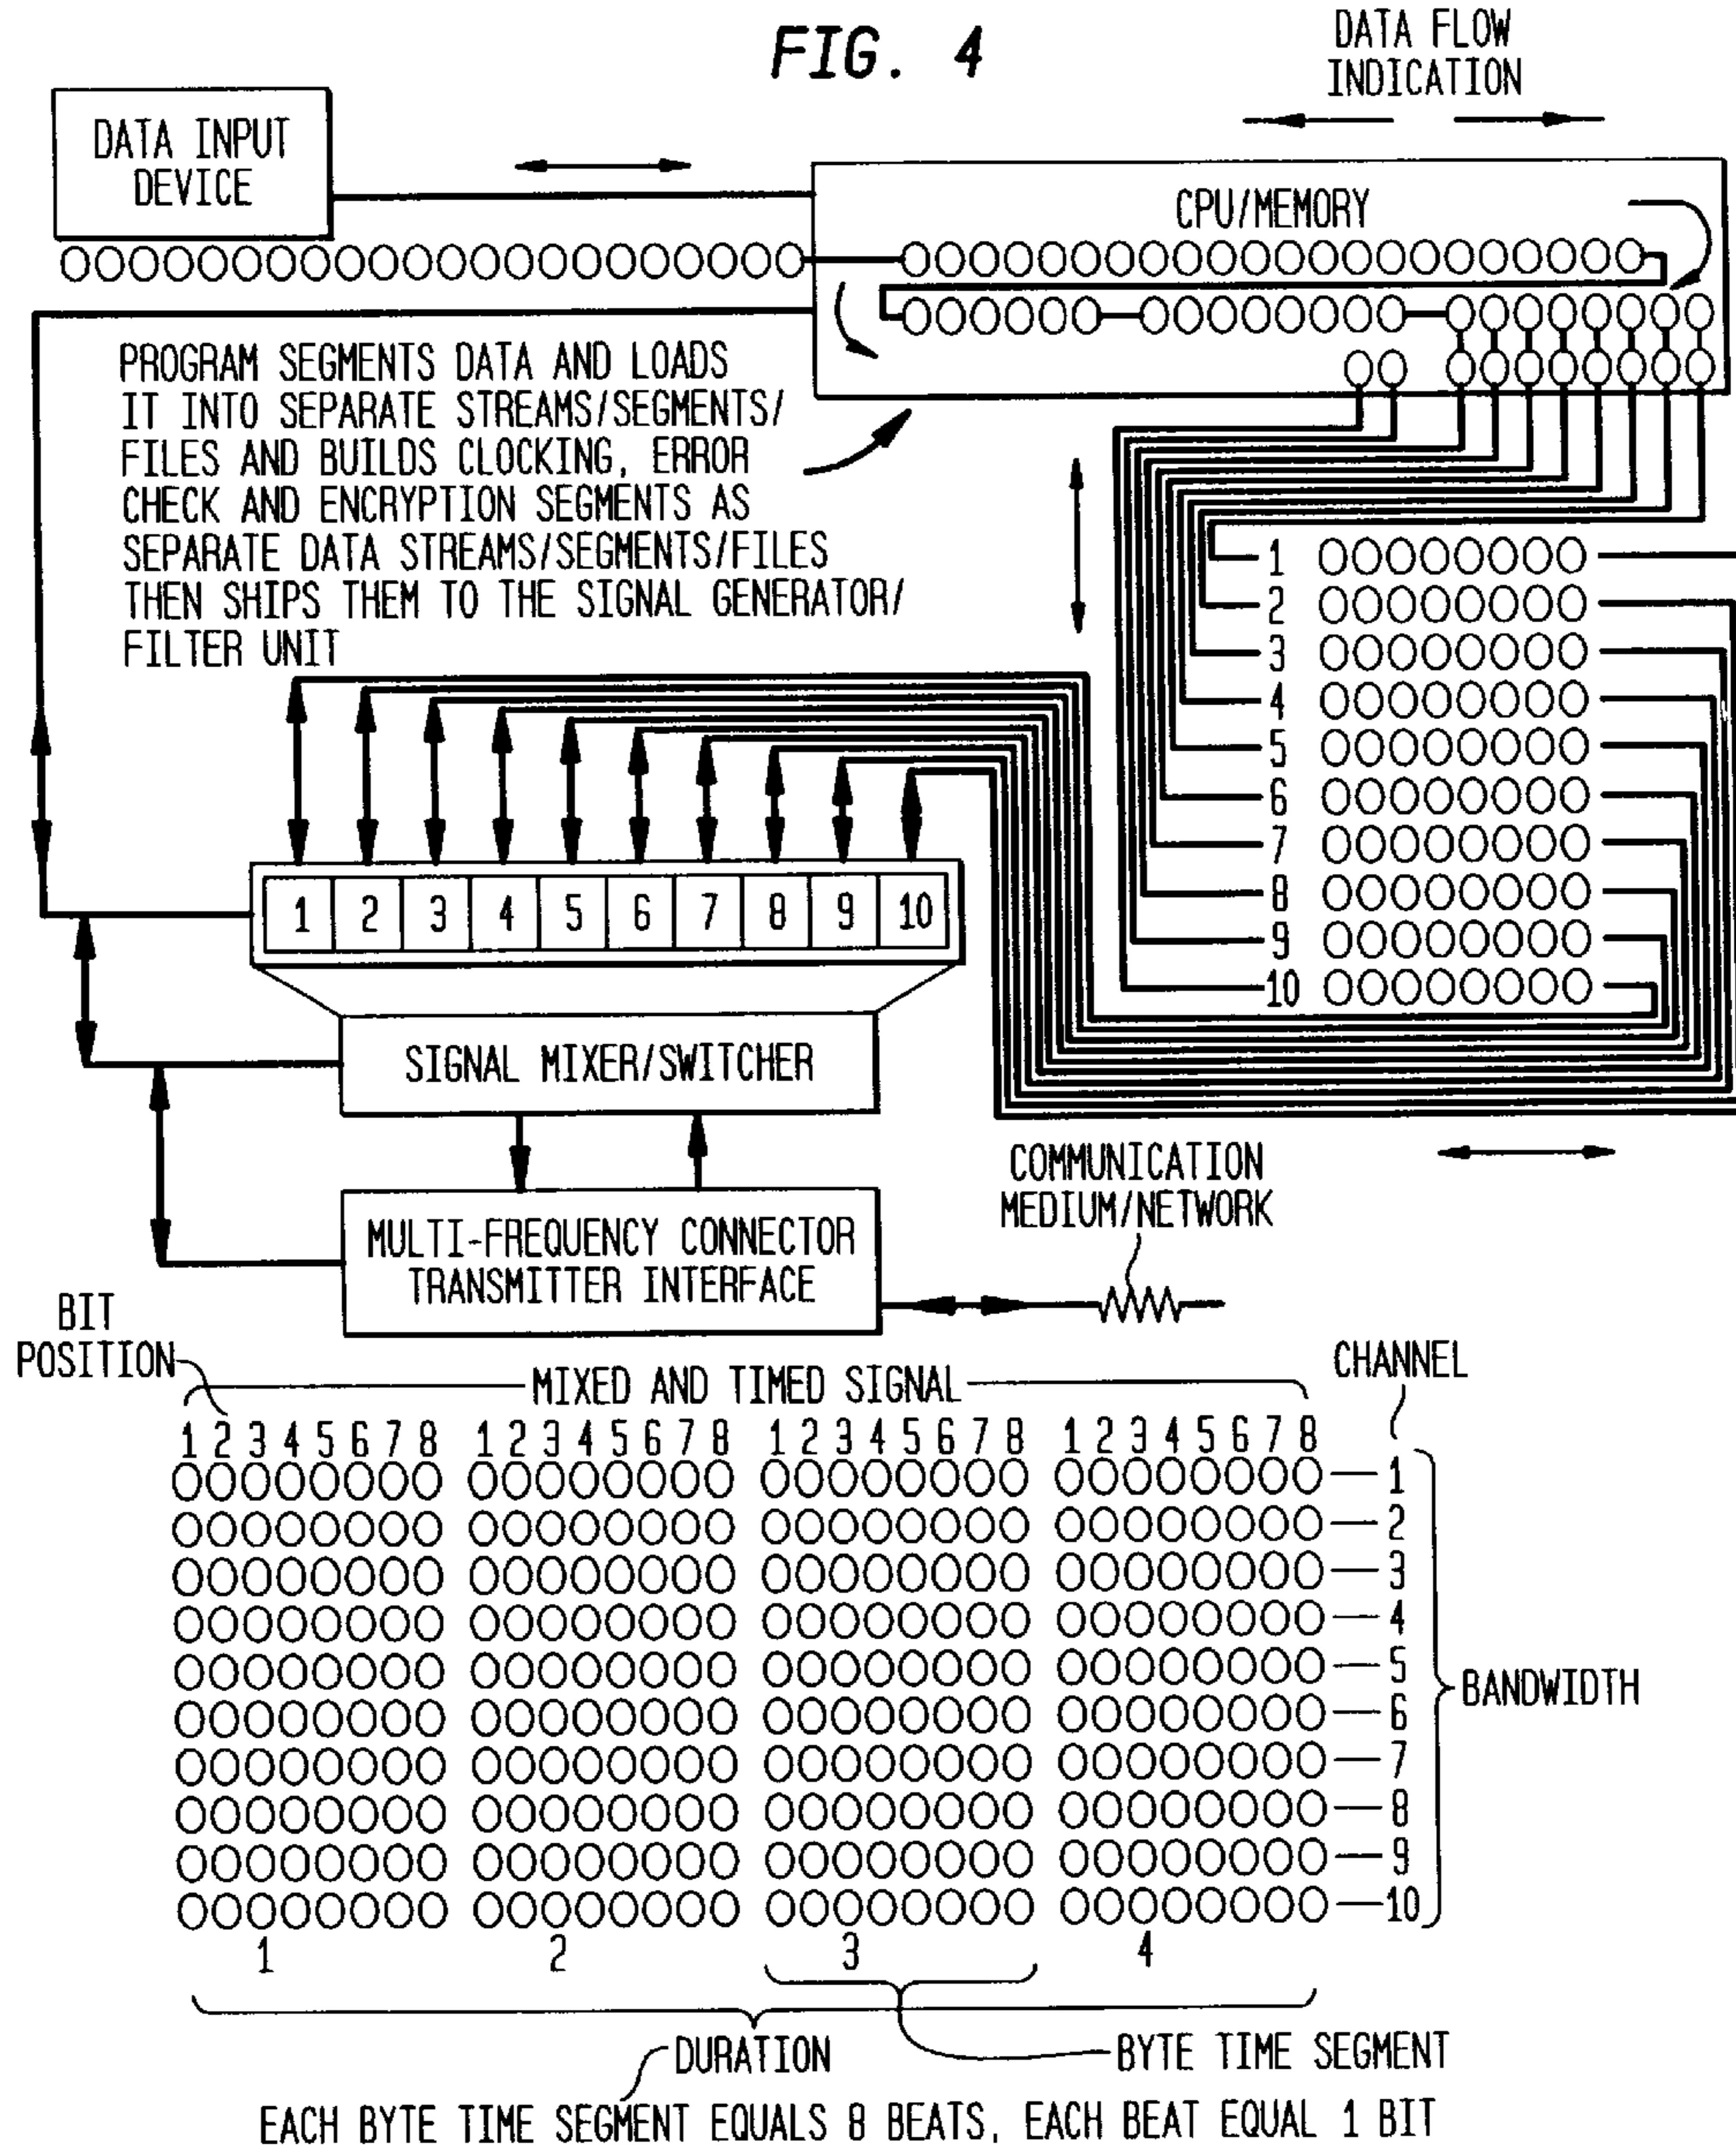 FIG. 4
DATA FLOW
INDICATION
DATA INPUT
DEVICE
CPU/MEMORY
PROGRAM SEGMENTS DATA AND LOADS
IT INTO SEPARATE STREAMS/SEGMENTS/
FILES AND BUILDS CLOCKING, ERROR
CHECK AND ENCRYPTION SEGMENTS AS
SEPARATE DATA STREAMS/SEGMENTS/FILES
THEN SHIPS THEM TO THE SIGNAL GENERATOR/
FILTER UNIT
1
2
3
4
5
6
7
8
9
10
1 2 3 4 5 6 7 8 9 10
SIGNAL MIXER/SWITCHER
MULTI-FREQUENCY CONNECTOR
TRANSMITTER INTERFACE
COMMUNICATION
MEDIUM/NETWORK
BIT
POSITION
MIXED AND TIMED SIGNAL
CHANNEL
1 2 3 4 5 6 7 8 1 2 3 4 5 6 7 8 1 2 3 4 5 6 7 8 1 2 3 4 5 6 7 8
1
2
3
4
5
6
7
8
9
10
BANDWIDTH
1 2 3 4
DURATION
BYTE TIME SEGMENT
EACH BYTE TIME SEGMENT EQUALS 8 BEATS, EACH BEAT EQUAL 1 BIT